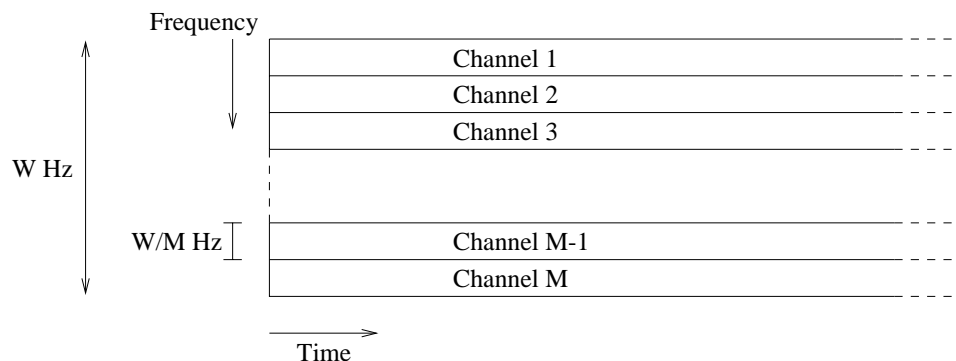 Frequency
Channel 1
Channel 2
Channel 3
W Hz
W/M Hz
Channel M-1
Channel M
Time